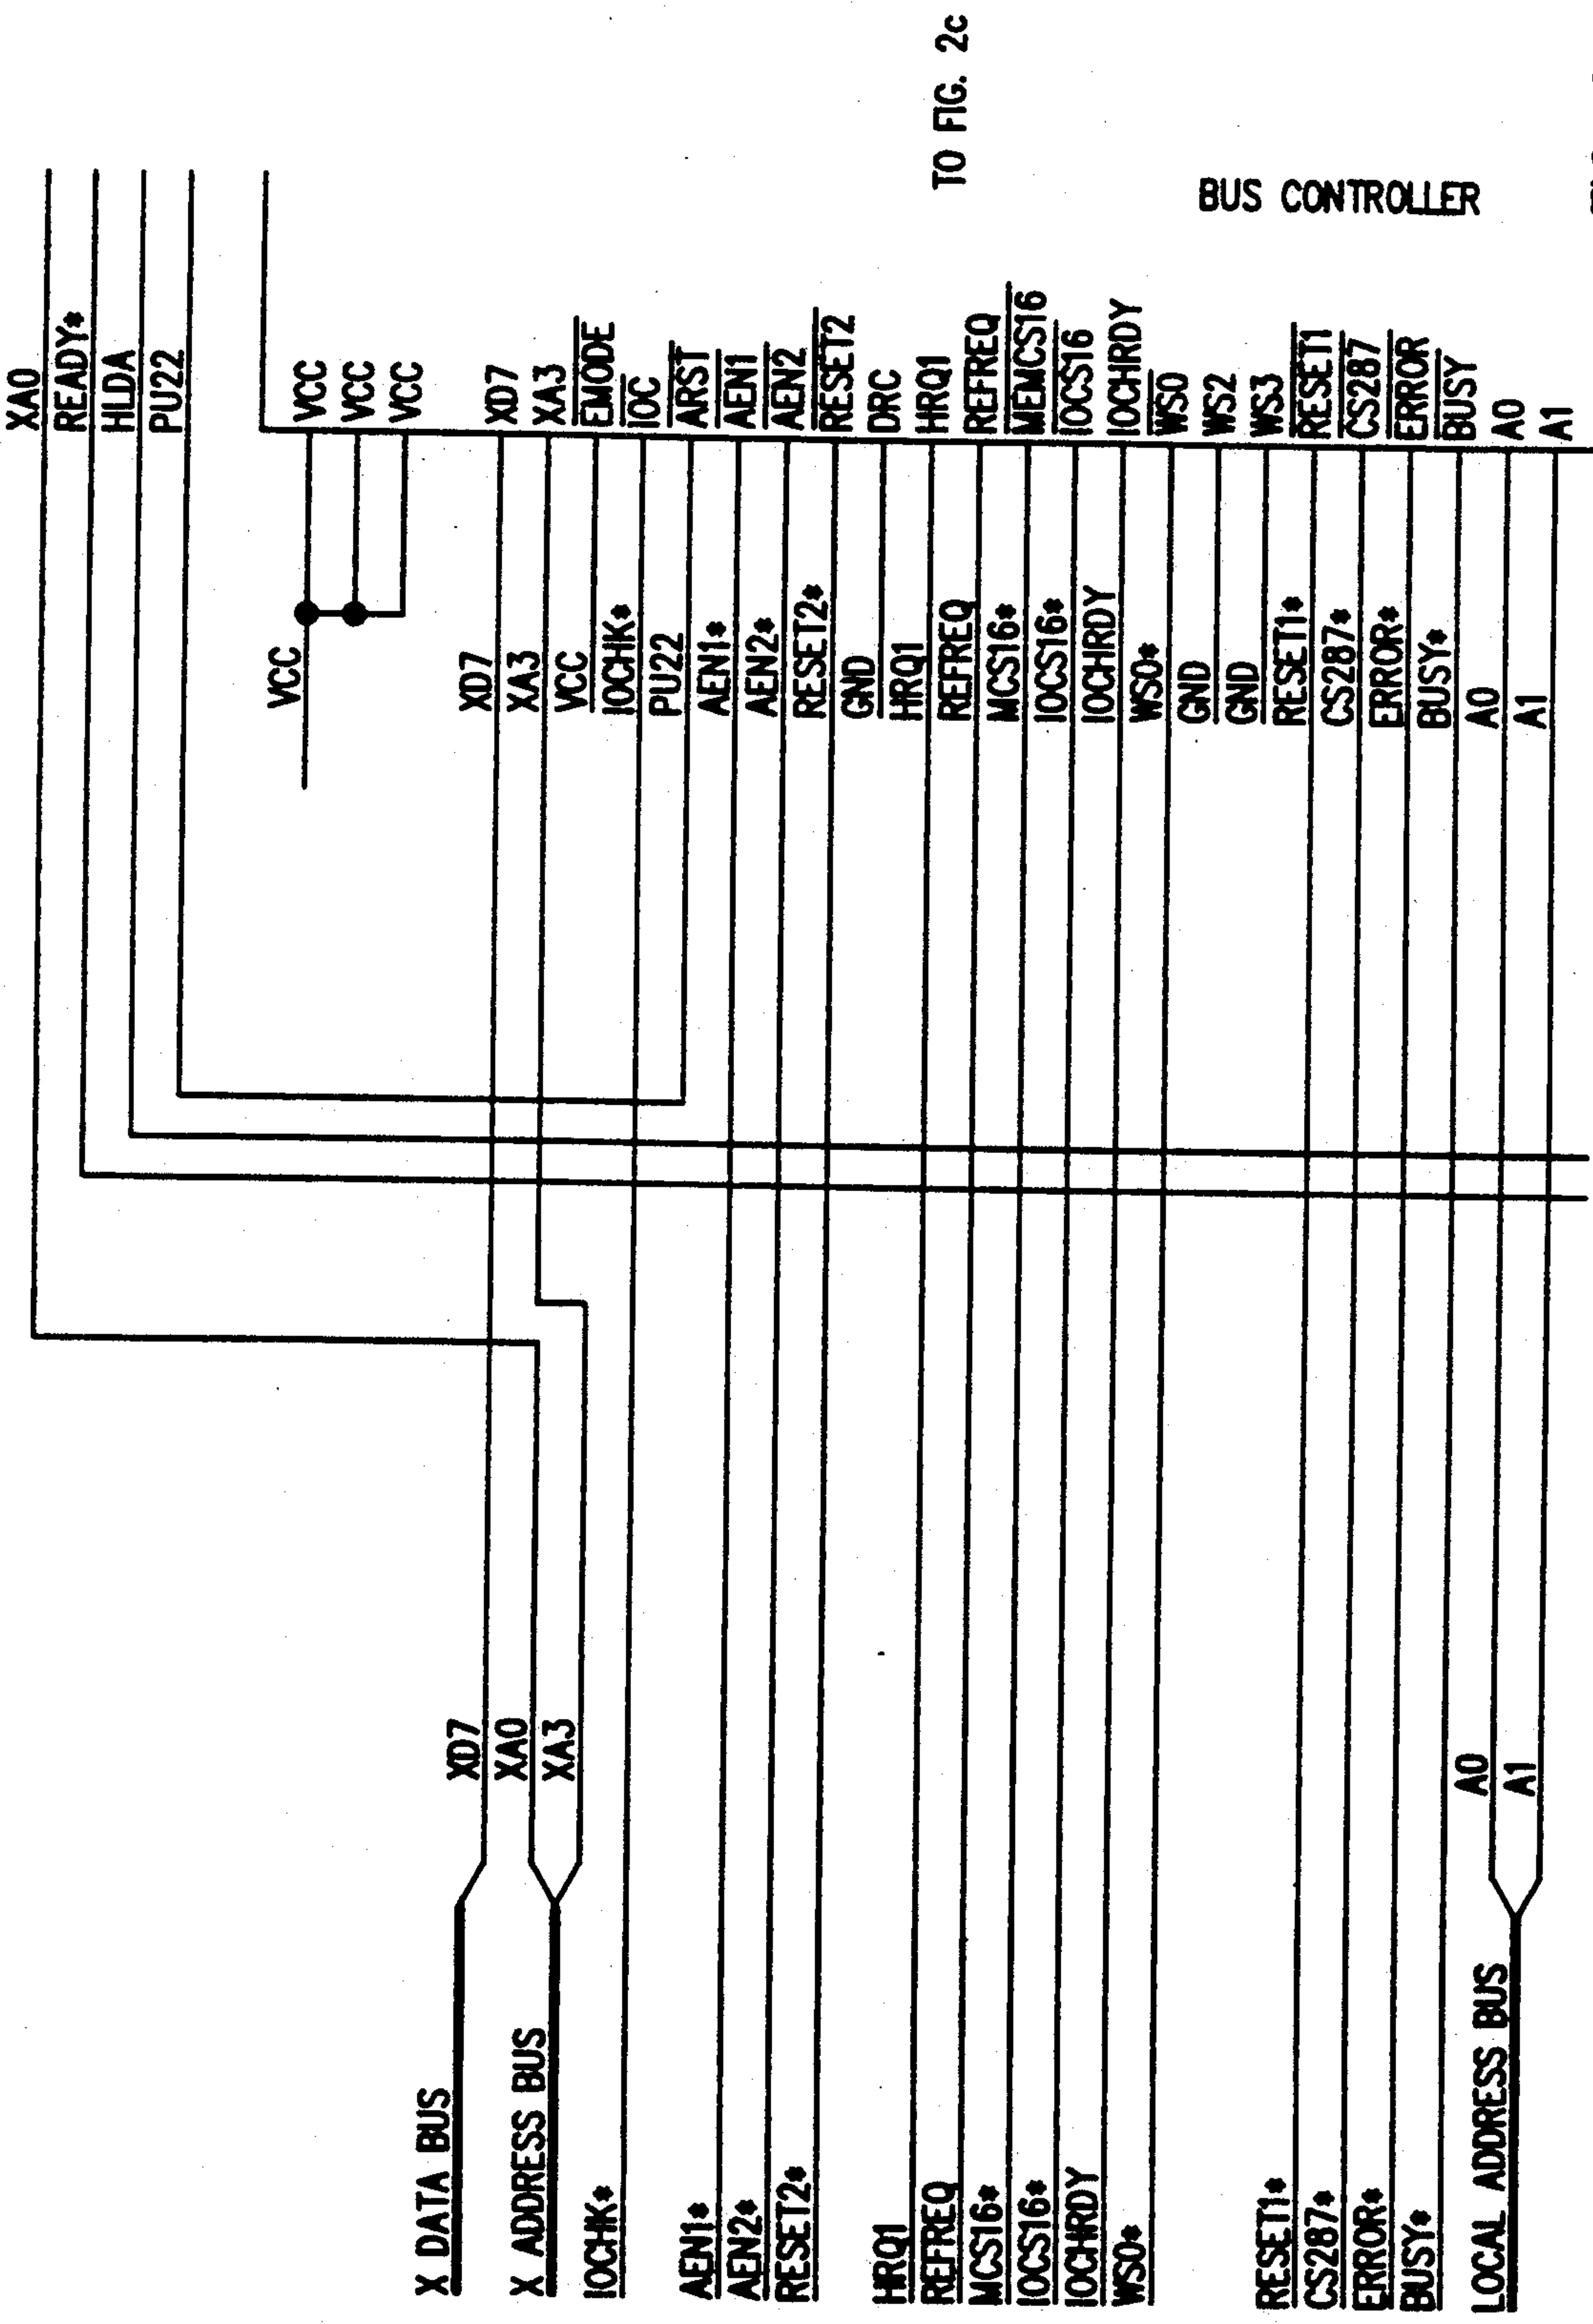 XA0
READY*
HLDA
PU22
VCC
VCC
VCC
VCC
XD7
XA3
EMODE
IOC
ARST
AEN1
AEN2
RESET2
DRC
HRQ1
REFREQ
MEMCS16
IOCS16
IOCHRDY
WS0
WS2
WS3
RESET1
CS287
ERROR
BUSY
A0
A1
TO FIG. 2c
BUS CONTROLLER
XD7
XA3
VCC
IOCHK*
PU22
AEN1*
AEN2*
RESET2*
GND
HRQ1
REFREQ
MCS16*
IOCS16*
IOCHRDY
WS0*
GND
GND
RESET1*
CS287*
ERROR*
BUSY*
A0
A1
XD7
XA0
XA3
A0
A1
X DATA BUS
X ADDRESS BUS
IOCHK*
AEN1*
AEN2*
RESET2*
HRQ1
REFREQ
MCS16*
IOCS16*
IOCHRDY
WS0*
RESET1*
CS287*
ERROR*
BUSY*
LOCAL ADDRESS BUS